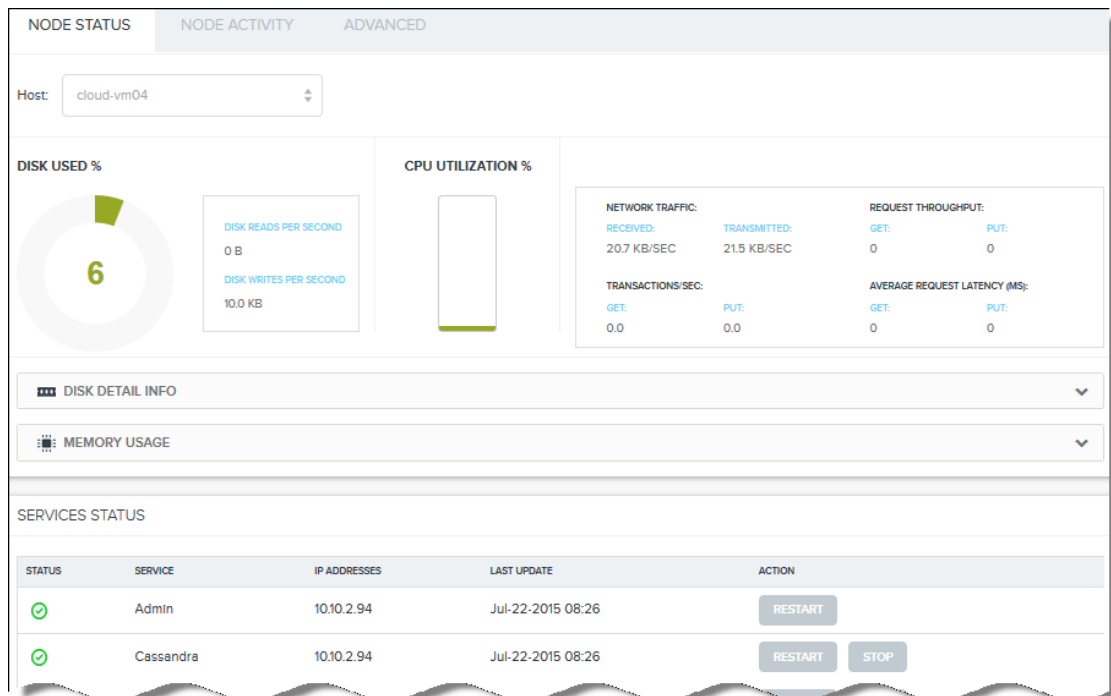 NODE STATUS NODE ACTIVITY ADVANCED
Host: cloud-vm04
DISK USED %
6
DISK READS PER SECOND
0 B
DISK WRITES PER SECOND
10.0 KB
CPU UTILIZATION %
NETWORK TRAFFIC:
RECEIVED: TRANSMITTED:
20.7 KB/SEC 21.5 KB/SEC
REQUEST THROUGHPUT:
GET: PUT:
0 0
TRANSACTIONS/SEC:
GET: PUT:
0.0 0.0
AVERAGE REQUEST LATENCY (MS):
GET: PUT:
0 0
DISK DETAIL INFO
MEMORY USAGE
SERVICES STATUS
STATUS SERVICE IP ADDRESSES LAST UPDATE ACTION
Admin 10.10.2.94 Jul-22-2015 08:26 RESTART
Cassandra 10.10.2.94 Jul-22-2015 08:26 RESTART STOP